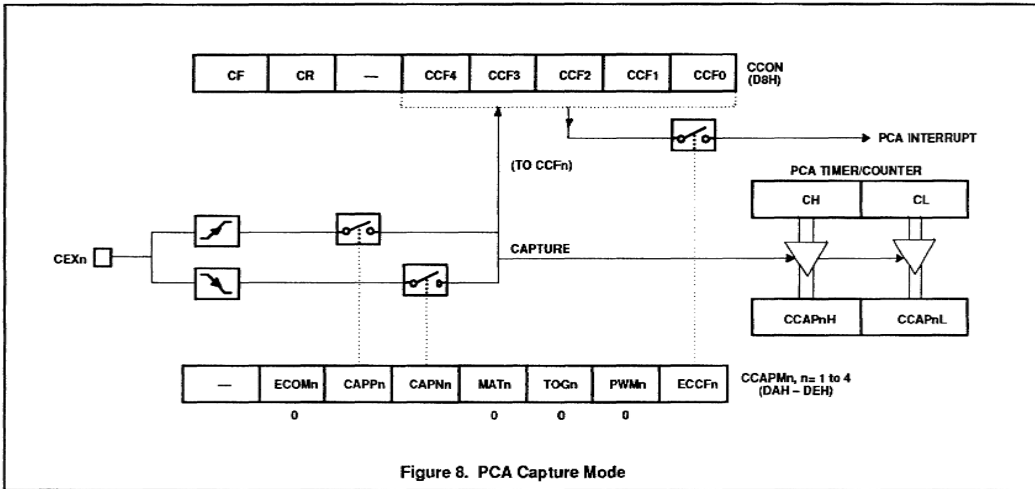 CF CR — CCF4 CCF3 CCF2 CCF1 CCF0
CCON
(D8H)
PCA INTERRUPT
(TO CCFn)
PCA TIMER/COUNTER
CH CL
CEXn
CAPTURE
CCAPnH CCAPnL
— ECOMn CAPPn CAPNn MATn TOGn PWMn ECCFn
CCAPMn, n= 1 to 4
(DAH – DEH)
0 0 0 0
Figure 8. PCA Capture Mode